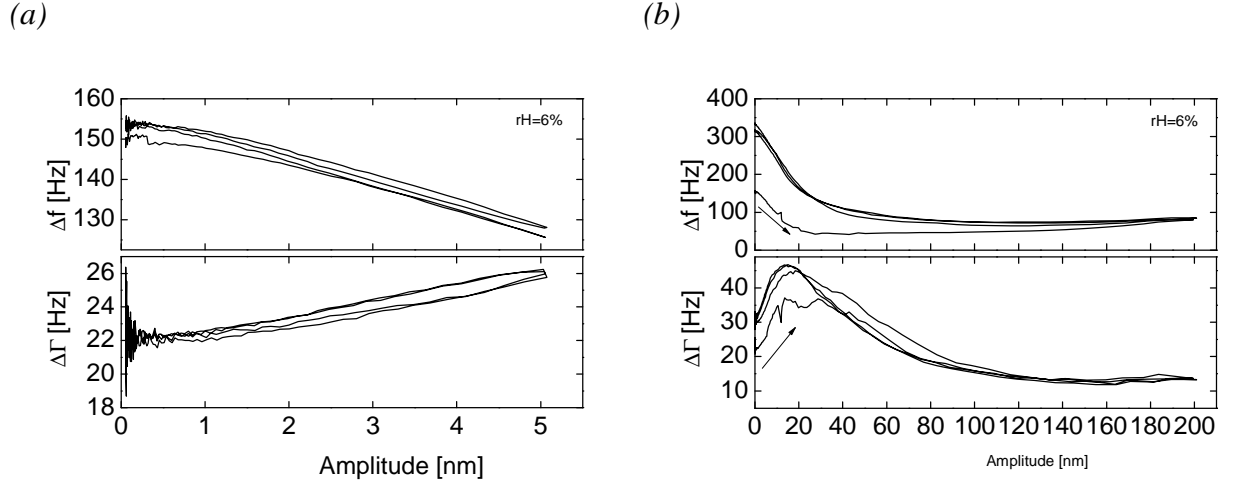 (a)
160
150
140
130
Δf [Hz]
rH=6%
26
24
22
20
18
ΔΓ [Hz]
0 1 2 3 4 5
Amplitude [nm]
(b)
400
300
200
100
0
Δf [Hz]
rH=6%
40
30
20
10
ΔΓ [Hz]
0 20 40 60 80 100 120 140 160 180 200
Amplitude [nm]